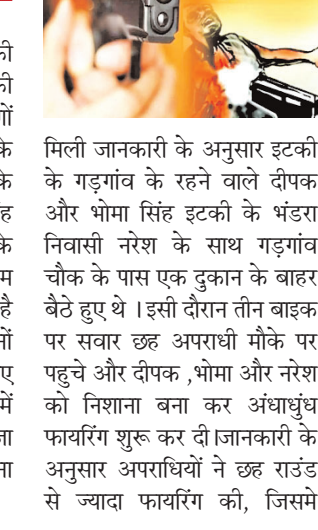 की
की
गों
के
के
ह
के
म
है
नों
ए
में
ना
ना
मिली जानकारी के अनुसार इटकी
के गड़गांव के रहने वाले दीपक
और भोमा सिंह इटकी के भंडरा
निवासी नरेश के साथ गड़गांव
चौक के पास एक दुकान के बाहर
बैठे हुए थे ।इसी दौरान तीन बाइक
पर सवार छह अपराधी मौके पर
पहुचे और दीपक ,भोमा और नरेश
को निशाना बना कर अंधाधुंध
फायरिंग शुरू कर दी।जानकारी के
अनुसार अपराधियों ने छह राउंड
से ज्यादा फायरिंग की, जिसमे